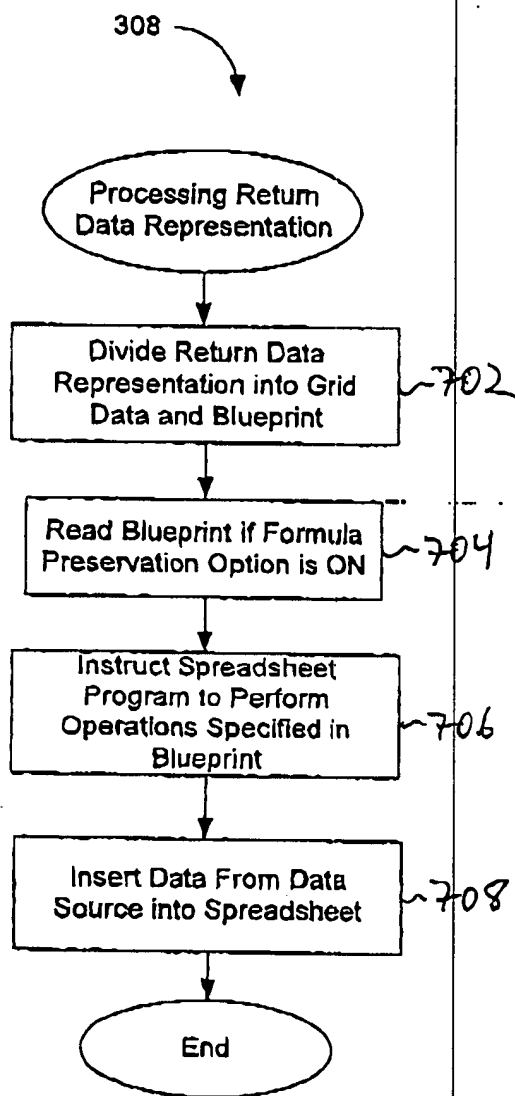 308
Processing Return
Data Representation
Divide Return Data
Representation into Grid
Data and Blueprint
702
Read Blueprint if Formula
Preservation Option is ON
704
Instruct Spreadsheet
Program to Perform
Operations Specified in
Blueprint
706
Insert Data From Data
Source into Spreadsheet
708
End